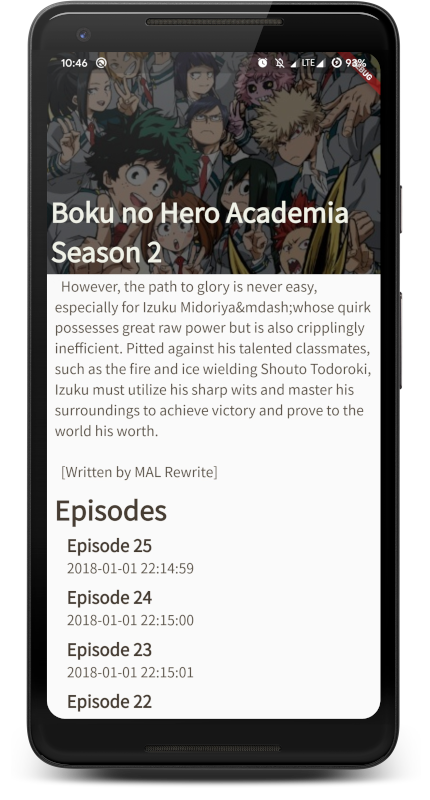 10:46 LTE 93%
BUG
Boku no Hero Academia
Season 2
However, the path to glory is never easy,
especially for Izuku Midoriya&mdash;whose quirk
possesses great raw power but is also cripplingly
inefficient. Pitted against his talented classmates,
such as the fire and ice wielding Shouto Todoroki,
Izuku must utilize his sharp wits and master his
surroundings to achieve victory and prove to the
world his worth.
[Written by MAL Rewrite]
Episodes
Episode 25
2018-01-01 22:14:59
Episode 24
2018-01-01 22:15:00
Episode 23
2018-01-01 22:15:01
Episode 22